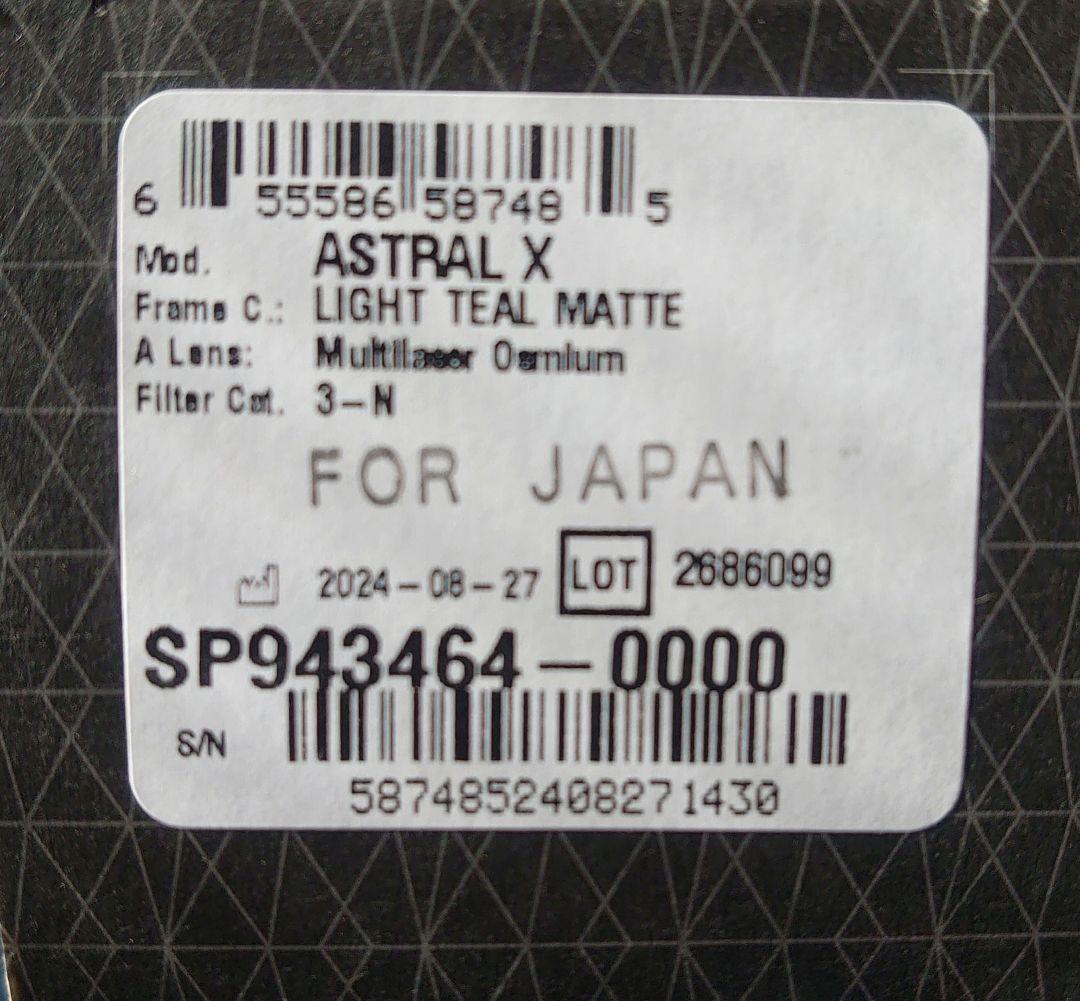 6 55586 58748 5
Mod. ASTRAL X
Frame C.: LIGHT TEAL MATTE
A Lens: Multilaser Osmium
Filter Cat. 3-N
FOR JAPAN
2024-08-27 LOT 2686099
SP943464-0000
S/N
5874852408271430